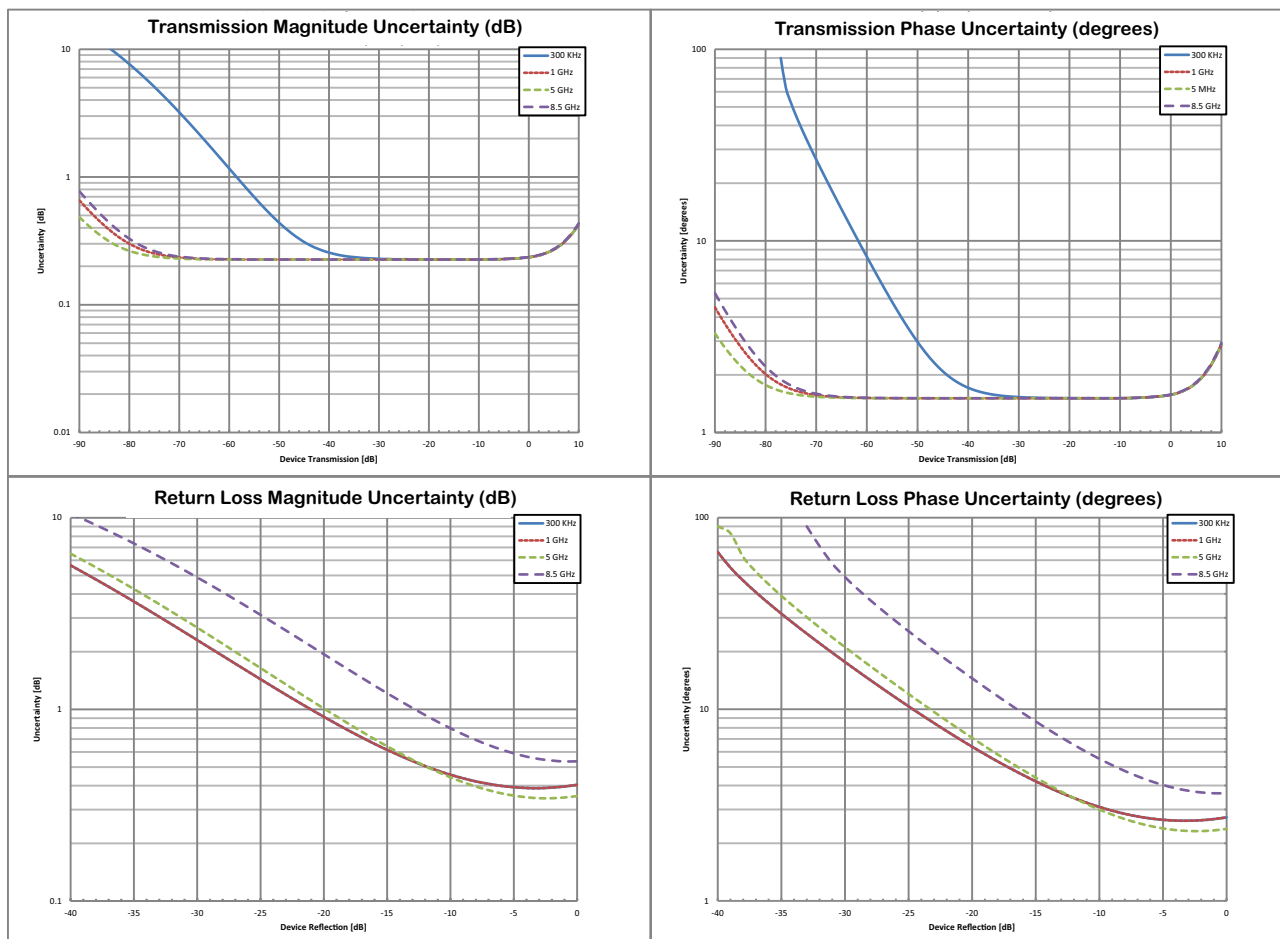 Transmission Magnitude Uncertainty (dB)
10
1
0.1
0.01
Uncertainty [dB]
300 KHz
1 GHz
5 GHz
8.5 GHz
-90 -80 -70 -60 -50 -40 -30 -20 -10 0 10
Device Transmission [dB]
Transmission Phase Uncertainty (degrees)
100
10
1
Uncertainty [degrees]
300 KHz
1 GHz
5 MHz
8.5 GHz
-90 -80 -70 -60 -50 -40 -30 -20 -10 0 10
Device Transmission [dB]
Return Loss Magnitude Uncertainty (dB)
10
1
0.1
Uncertainty [dB]
300 KHz
1 GHz
5 GHz
8.5 GHz
-40 -35 -30 -25 -20 -15 -10 -5 0
Device Reflection [dB]
Return Loss Phase Uncertainty (degrees)
100
10
1
Uncertainty [degrees]
300 KHz
1 GHz
5 GHz
8.5 GHz
-40 -35 -30 -25 -20 -15 -10 -5 0
Device Reflection [dB]